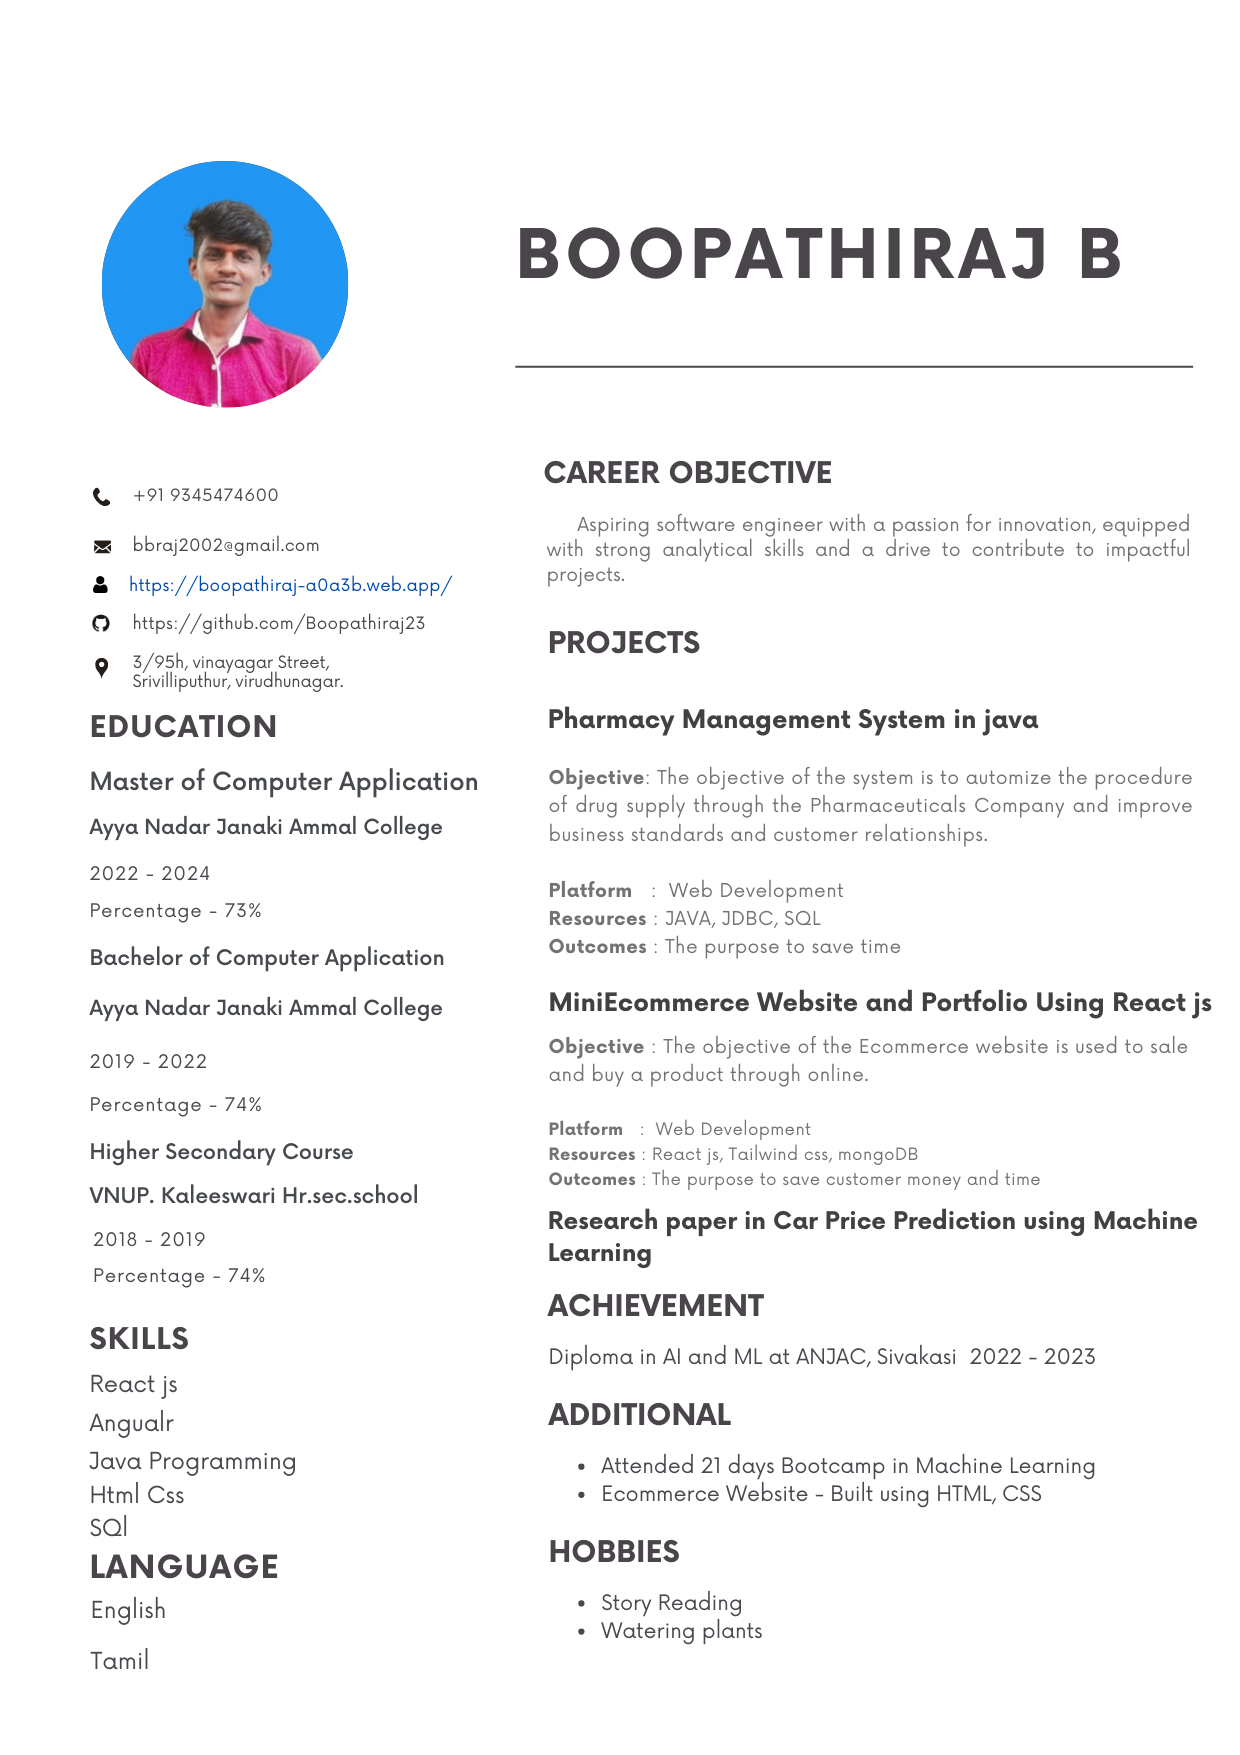 BOOPATHIRAJ B
+91 9345474600
bbraj2002@gmail.com
https://boopathiraj-a0a3b.web.app/
https://github.com/Boopathiraj23
3/95h, vinayagar Street,
Srivilliputhur, virudhunagar.
EDUCATION
Master of Computer Application
Ayya Nadar Janaki Ammal College
2022 - 2024
Percentage - 73%
Bachelor of Computer Application
Ayya Nadar Janaki Ammal College
2019 - 2022
Percentage - 74%
Higher Secondary Course
VNUP. Kaleeswari Hr.sec.school
2018 - 2019
Percentage - 74%
SKILLS
React js
Angualr
Java Programming
Html Css
SQl
LANGUAGE
English
Tamil
CAREER OBJECTIVE
Aspiring software engineer with a passion for innovation, equipped
with strong analytical skills and a drive to contribute to impactful
projects.
PROJECTS
Pharmacy Management System in java
Objective: The objective of the system is to automize the procedure
of drug supply through the Pharmaceuticals Company and improve
business standards and customer relationships.
Platform : Web Development
Resources : JAVA, JDBC, SQL
Outcomes : The purpose to save time
MiniEcommerce Website and Portfolio Using React js
Objective : The objective of the Ecommerce website is used to sale
and buy a product through online.
Platform : Web Development
Resources : React js, Tailwind css, mongoDB
Outcomes : The purpose to save customer money and time
Research paper in Car Price Prediction using Machine
Learning
ACHIEVEMENT
Diploma in AI and ML at ANJAC, Sivakasi 2022 - 2023
ADDITIONAL
• Attended 21 days Bootcamp in Machine Learning
• Ecommerce Website - Built using HTML, CSS
HOBBIES
• Story Reading
• Watering plants